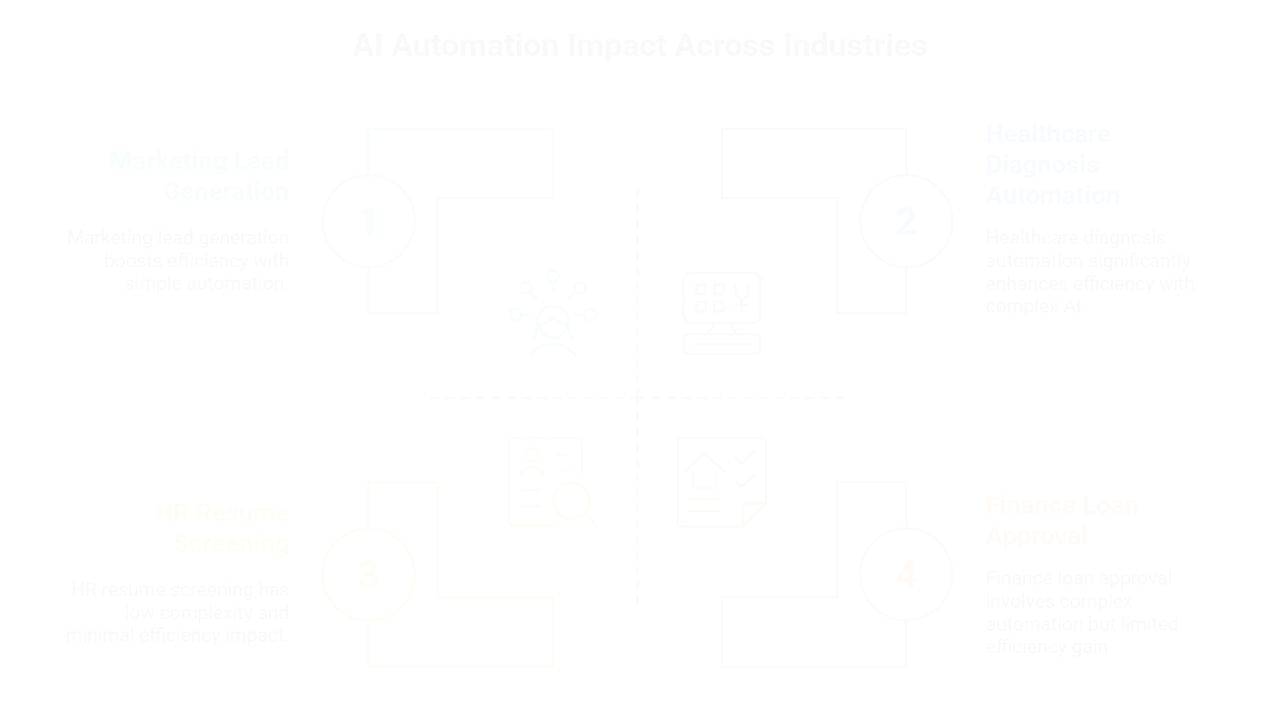 AI Automation Impact Across Industries
Marketing Lead
Generation
1
Marketing lead generation
boosts efficiency with
simple automation.
Healthcare
Diagnosis
Automation
2
Healthcare diagnosis
automation significantly
enhances efficiency with
complex AI.
HR Resume
Screening
3
HR resume screening has
low complexity and
minimal efficiency impact.
Finance Loan
Approval
4
Finance loan approval
involves complex
automation but limited
efficiency gain.